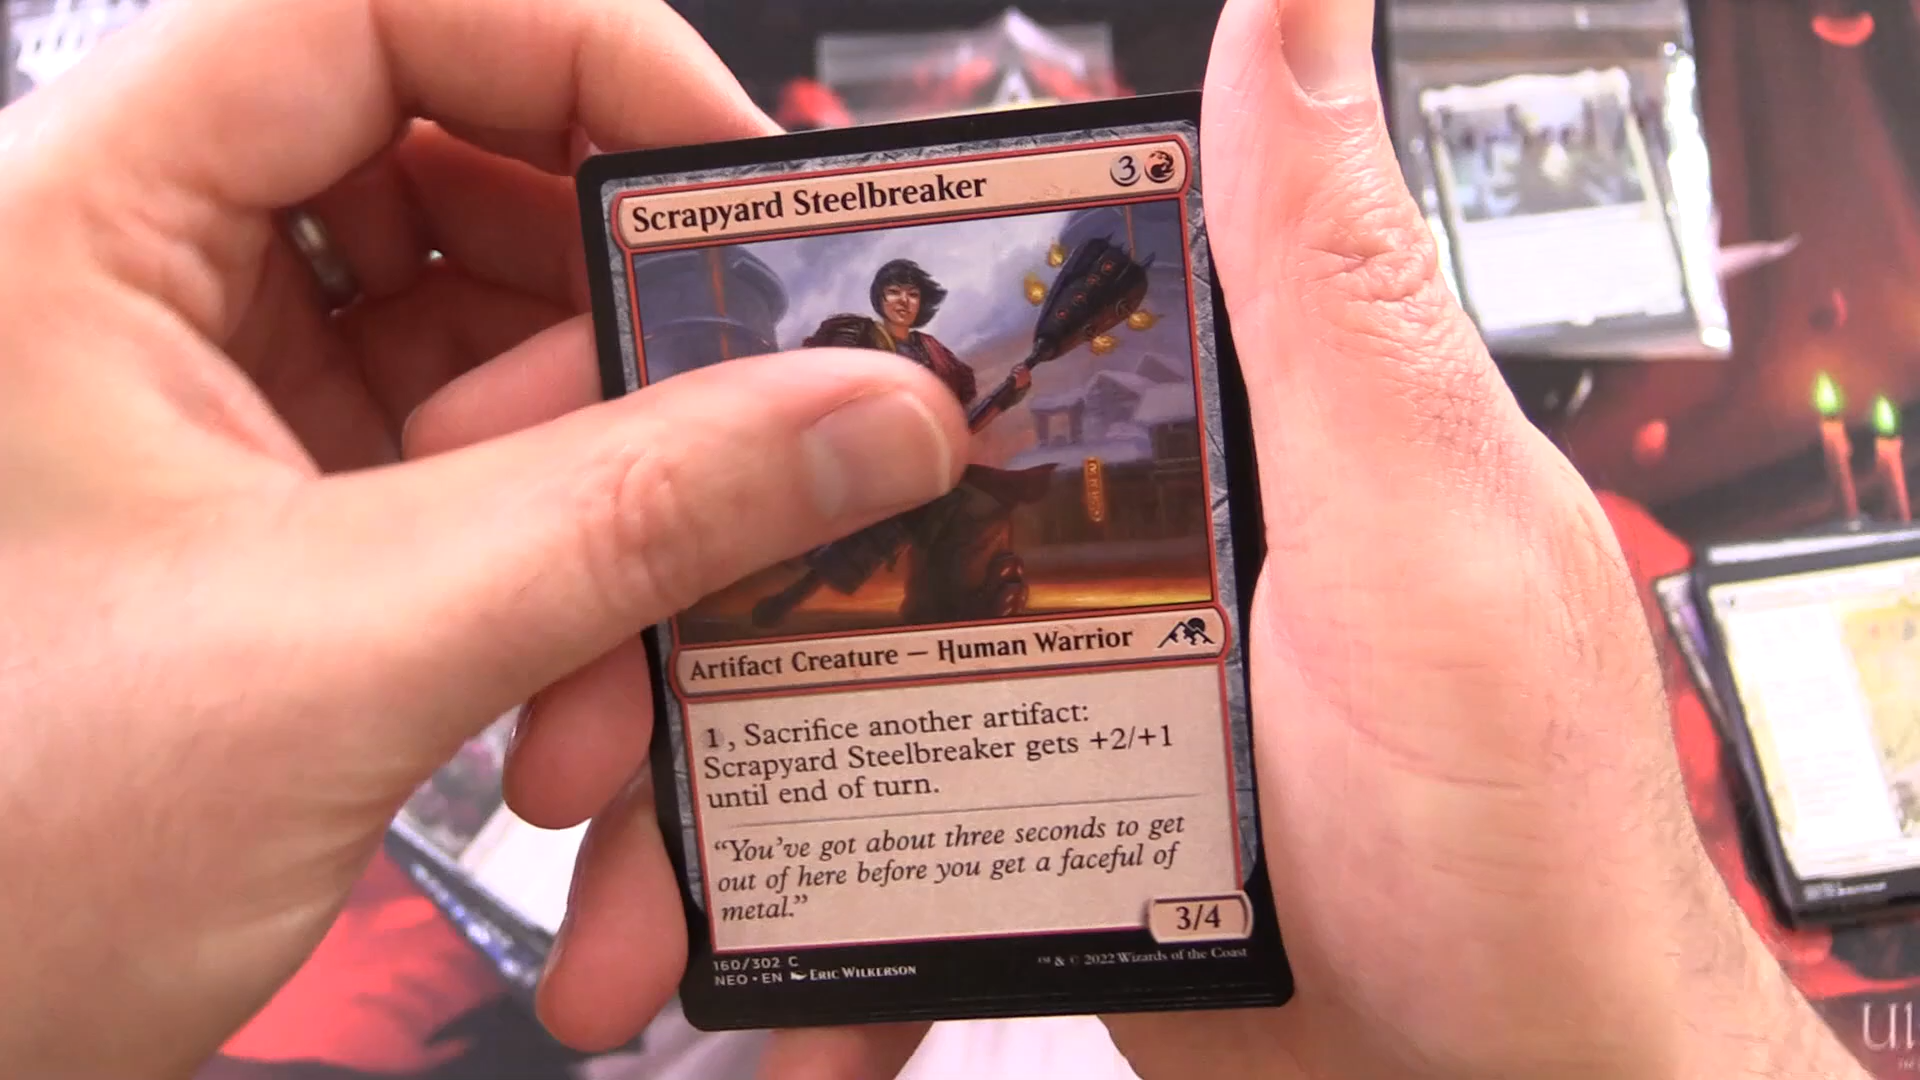 Scrapyard Steelbreaker 3
Artifact Creature — Human Warrior
1, Sacrifice another artifact:
Scrapyard Steelbreaker gets +2/+1
until end of turn.
“You’ve got about three seconds to get
out of here before you get a faceful of
metal.”
3/4
160/302 C
NEO • EN Eric Wilkerson
™ & © 2022 Wizards of the Coast